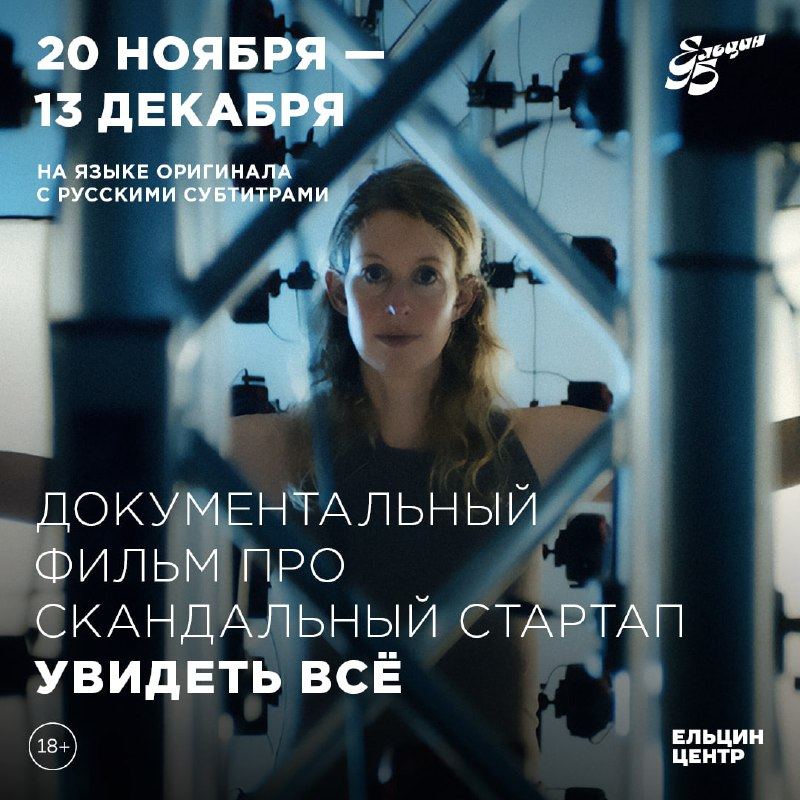 20 НОЯБРЯ —
13 ДЕКАБРЯ
Ельцин
НА ЯЗЫКЕ ОРИГИНАЛА
С РУССКИМИ СУБТИТРАМИ
ДОКУМЕНТАЛЬНЫЙ
ФИЛЬМ ПРО
СКАНДАЛЬНЫЙ СТАРТАП
УВИДЕТЬ ВСЁ
18+
ЕЛЬЦИН
ЦЕНТР